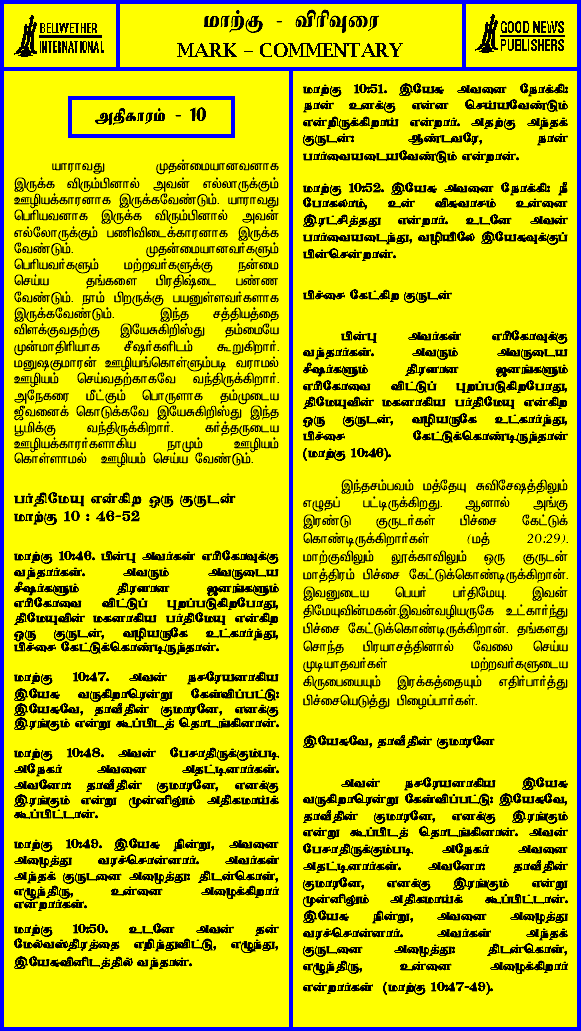 BELLWETHER
INTERNATIONAL
மாற்கு - விரிவுரை
MARK – COMMENTARY
GOOD NEWS
PUBLISHERS
அதிகாரம் - 10
யாராவது முதன்மையானவனாக
இருக்க விரும்பினால் அவன் எல்லாருக்கும்
ஊழியக்காரனாக இருக்கவேண்டும். யாராவது
பெரியவனாக இருக்க விரும்பினால் அவன்
எல்லோருக்கும் பணிவிடைக்காரனாக இருக்க
வேண்டும். முதன்மையானவர்களும்
பெரியவர்களும் மற்றவர்களுக்கு நன்மை
செய்ய தங்களை பிரதிஷ்டை பண்ண
வேண்டும். நாம் பிறருக்கு பயனுள்ளவர்களாக
இருக்கவேண்டும். இந்த சத்தியத்தை
விளக்குவதற்கு இயேசுகிறிஸ்து தம்மையே
முன்மாதிரியாக சீஷர்களிடம் கூறுகிறார்.
மனுஷகுமாரன் ஊழியங்கொள்ளும்படி வராமல்
ஊழியம் செய்வதற்காகவே வந்திருக்கிறார்.
அநேகரை மீட்கும் பொருளாக தம்முடைய
ஜீவனைக் கொடுக்கவே இயேசுகிறிஸ்து இந்த
பூமிக்கு வந்திருக்கிறார். கர்த்தருடைய
ஊழியக்காரர்களாகிய நாமும் ஊழியம்
கொள்ளாமல் ஊழியம் செய்ய வேண்டும்.
பர்திமேயு என்கிற ஒரு குருடன்
மாற்கு 10 : 46-52
மாற்கு 10:46. பின்பு அவர்கள் எரிகோவுக்கு
வந்தார்கள். அவரும் அவருடைய
சீஷர்களும் திரளான ஜனங்களும்
எரிகோவை விட்டுப் புறப்படுகிறபோது,
திமேயுவின் மகனாகிய பர்திமேயு என்கிற
ஒரு குருடன், வழியருகே உட்கார்ந்து,
பிச்சை கேட்டுக்கொண்டிருந்தான்.
மாற்கு 10:47. அவன் நசரேயனாகிய
இயேசு வருகிறாரென்று கேள்விப்பட்டு:
இயேசுவே, தாவீதின் குமாரனே, எனக்கு
இரங்கும் என்று கூப்பிடத் தொடங்கினான்.
மாற்கு 10:48. அவன் பேசாதிருக்கும்படி
அநேகர் அவனை அதட்டினார்கள்.
அவனோ: தாவீதின் குமாரனே, எனக்கு
இரங்கும் என்று முன்னிலும் அதிகமாய்க்
கூப்பிட்டான்.
மாற்கு 10:49. இயேசு நின்று, அவனை
அழைத்து வரச்சொன்னார். அவர்கள்
அந்தக் குருடனை அழைத்து: திடன்கொள்,
எழுந்திரு, உன்னை அழைக்கிறார்
என்றார்கள்.
மாற்கு 10:50. உடனே அவன் தன்
மேல்வஸ்திரத்தை எறிந்துவிட்டு, எழுந்து,
இயேசுவினிடத்தில் வந்தான்.
மாற்கு 10:51. இயேசு அவனை நோக்கி:
நான் உனக்கு என்ன செய்யவேண்டும்
என்றிருக்கிறாய் என்றார். அதற்கு அந்தக்
குருடன்: ஆண்டவரே, நான்
பார்வையடையவேண்டும் என்றான்.
மாற்கு 10:52. இயேசு அவனை நோக்கி: நீ
போகலாம், உன் விசுவாசம் உன்னை
இரட்சித்தது என்றார். உடனே அவன்
பார்வையடைந்து, வழியிலே இயேசுவுக்குப்
பின்சென்றான்.
பிச்சை கேட்கிற குருடன்
பின்பு அவர்கள் எரிகோவுக்கு
வந்தார்கள். அவரும் அவருடைய
சீஷர்களும் திரளான ஜனங்களும்
எரிகோவை விட்டுப் புறப்படுகிறபோது,
திமேயுவின் மகனாகிய பர்திமேயு என்கிற
ஒரு குருடன், வழியருகே உட்கார்ந்து,
பிச்சை கேட்டுக்கொண்டிருந்தான்
(மாற்கு 10:46).
இந்தசம்பவம் மத்தேயு சுவிசேஷத்திலும்
எழுதப் பட்டிருக்கிறது. ஆனால் அங்கு
இரண்டு குருடர்கள் பிச்சை கேட்டுக்
கொண்டிருக்கிறார்கள் (மத் 20:29).
மாற்குவிலும் லூக்காவிலும் ஒரு குருடன்
மாத்திரம் பிச்சை கேட்டுக்கொண்டிருக்கிறான்.
இவனுடைய பெயர் பர்திமேயு. இவன்
திமேயுவின்மகன்.இவன்வழியருகே உட்கார்ந்து
பிச்சை கேட்டுக்கொண்டிருக்கிறான். தங்களது
சொந்த பிரயாசத்தினால் வேலை செய்ய
முடியாதவர்கள் மற்றவர்களுடைய
கிருபையையும் இரக்கத்தையும் எதிர்பார்த்து
பிச்சையெடுத்து பிழைப்பார்கள்.
இயேசுவே, தாவீதின் குமாரனே
அவன் நசரேயனாகிய இயேசு
வருகிறாரென்று கேள்விப்பட்டு: இயேசுவே,
தாவீதின் குமாரனே, எனக்கு இரங்கும்
என்று கூப்பிடத் தொடங்கினான். அவன்
பேசாதிருக்கும்படி அநேகர் அவனை
அதட்டினார்கள். அவனோ: தாவீதின்
குமாரனே, எனக்கு இரங்கும் என்று
முன்னிலும் அதிகமாய்க் கூப்பிட்டான்.
இயேசு நின்று, அவனை அழைத்து
வரச்சொன்னார். அவர்கள் அந்தக்
குருடனை அழைத்து: திடன்கொள்,
எழுந்திரு, உன்னை அழைக்கிறார்
என்றார்கள் (மாற்கு 10:47-49).